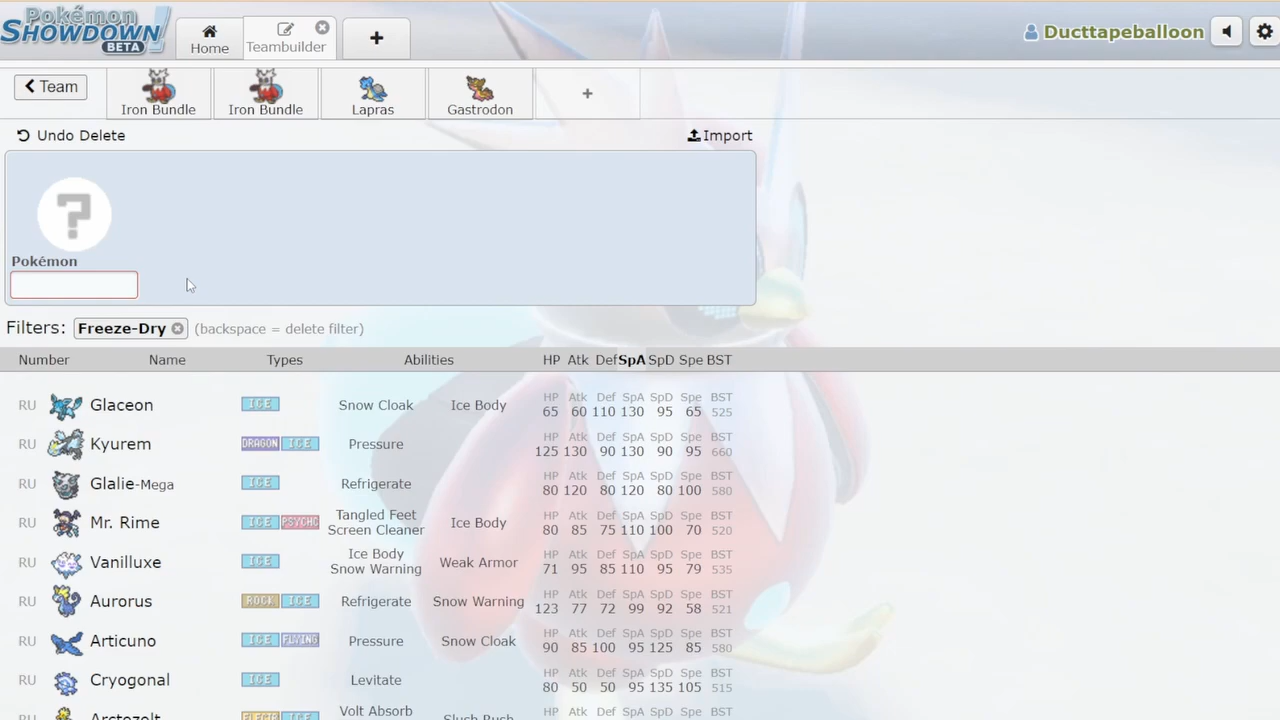 Pokémon
SHOWDOWN!
BETA
Home
Teambuilder
+
Ducttapeballoon
Team
Iron Bundle
Iron Bundle
Lapras
Gastrodon
+
Undo Delete
Import
?
Pokémon
Filters: Freeze-Dry (backspace = delete filter)
Number Name Types Abilities HP Atk Def SpA SpD Spe BST
RU Glaceon ICE Snow Cloak Ice Body HP 65 Atk 60 Def 110 SpA 130 SpD 95 Spe 65 BST 525
RU Kyurem DRAGON ICE Pressure HP 125 Atk 130 Def 90 SpA 130 SpD 90 Spe 95 BST 660
RU Glalie-Mega ICE Refrigerate HP 80 Atk 120 Def 80 SpA 120 SpD 80 Spe 100 BST 580
RU Mr. Rime ICE PSYCHC Tangled Feet Screen Cleaner Ice Body HP 80 Atk 85 Def 75 SpA 110 SpD 100 Spe 70 BST 520
RU Vanilluxe ICE Ice Body Snow Warning Weak Armor HP 71 Atk 95 Def 85 SpA 110 SpD 95 Spe 79 BST 535
RU Aurorus ROCK ICE Refrigerate Snow Warning HP 123 Atk 77 Def 72 SpA 99 SpD 92 Spe 58 BST 521
RU Articuno ICE FLYING Pressure Snow Cloak HP 90 Atk 85 Def 100 SpA 95 SpD 125 Spe 85 BST 580
RU Cryogonal ICE Levitate HP 80 Atk 50 Def 50 SpA 95 SpD 135 Spe 105 BST 515
RU Arctozolt ELECTR ICE Volt Absorb Slush Rush HP Atk Def SpA SpD Spe BST